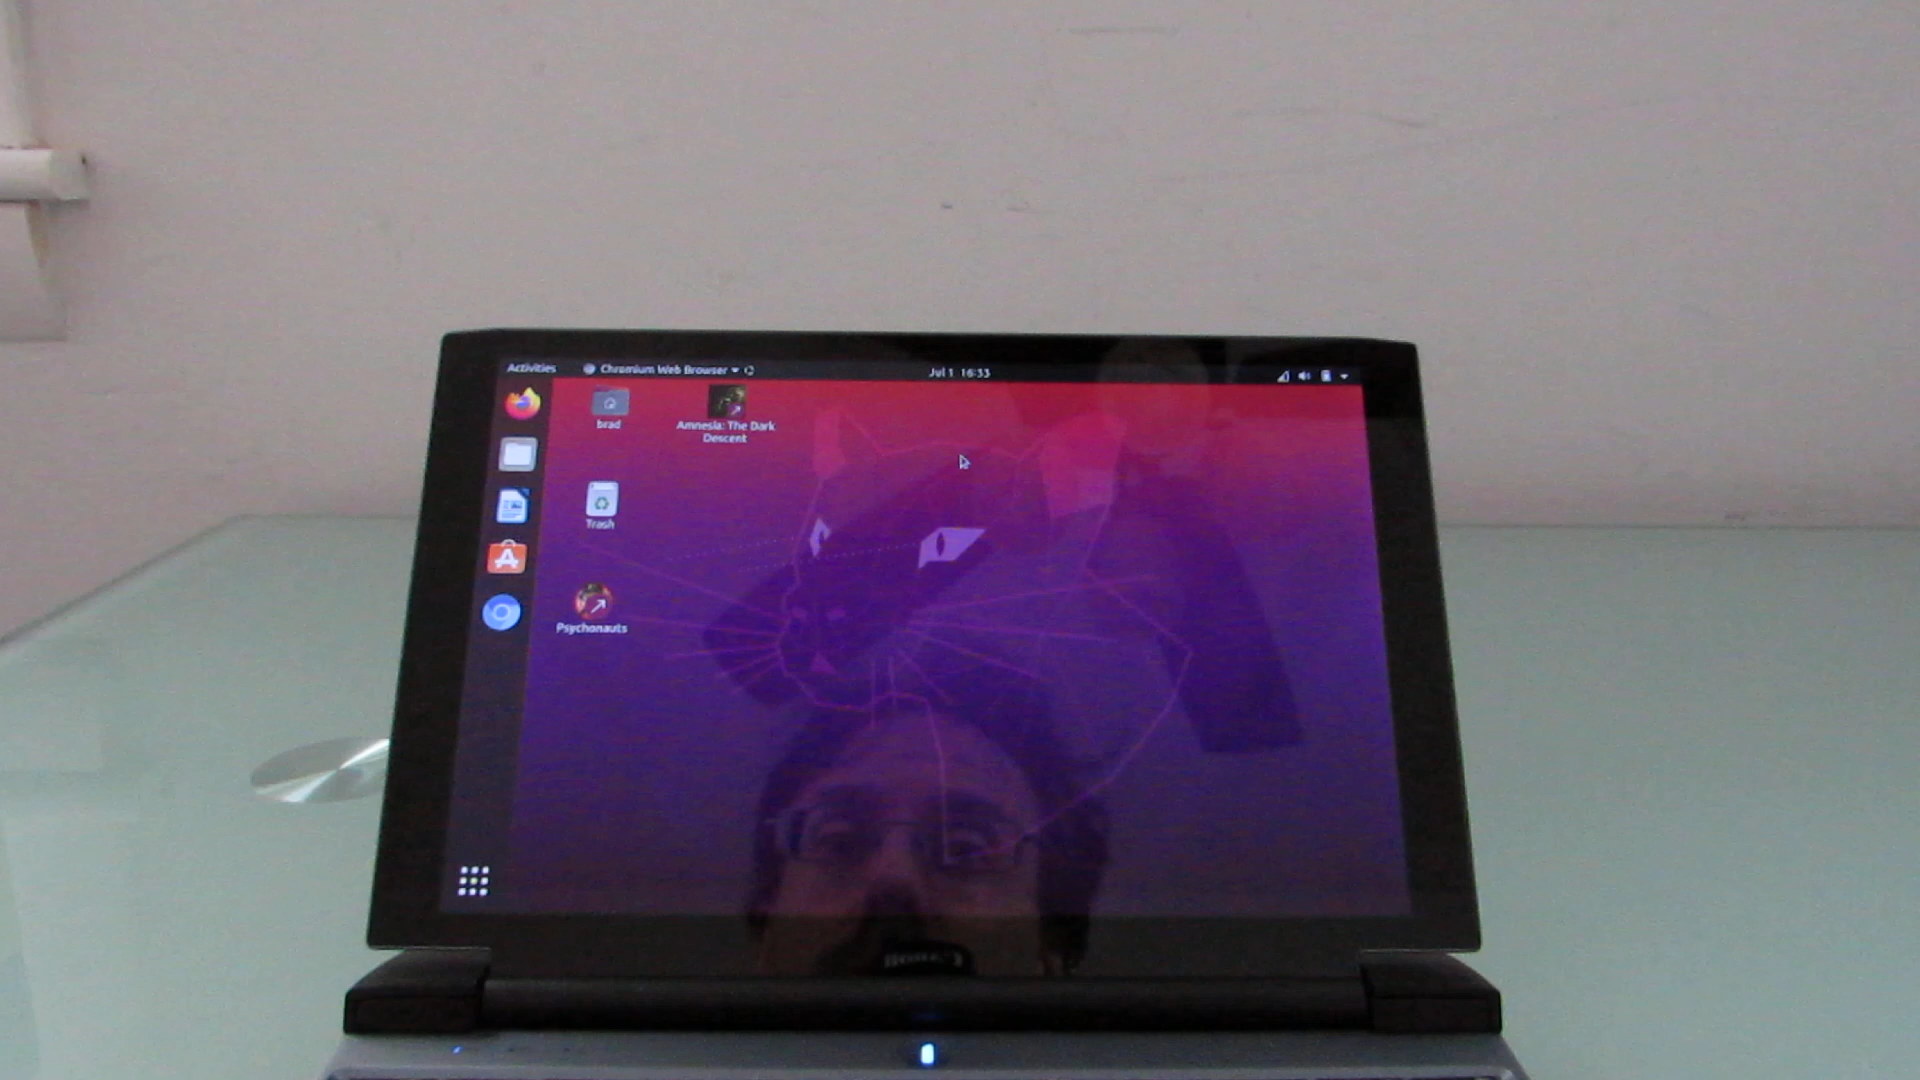 Activities
Chromium Web Browser
Jul 1 16:33
brad
Amnesia: The Dark
Descent
Trash
Psychonauts